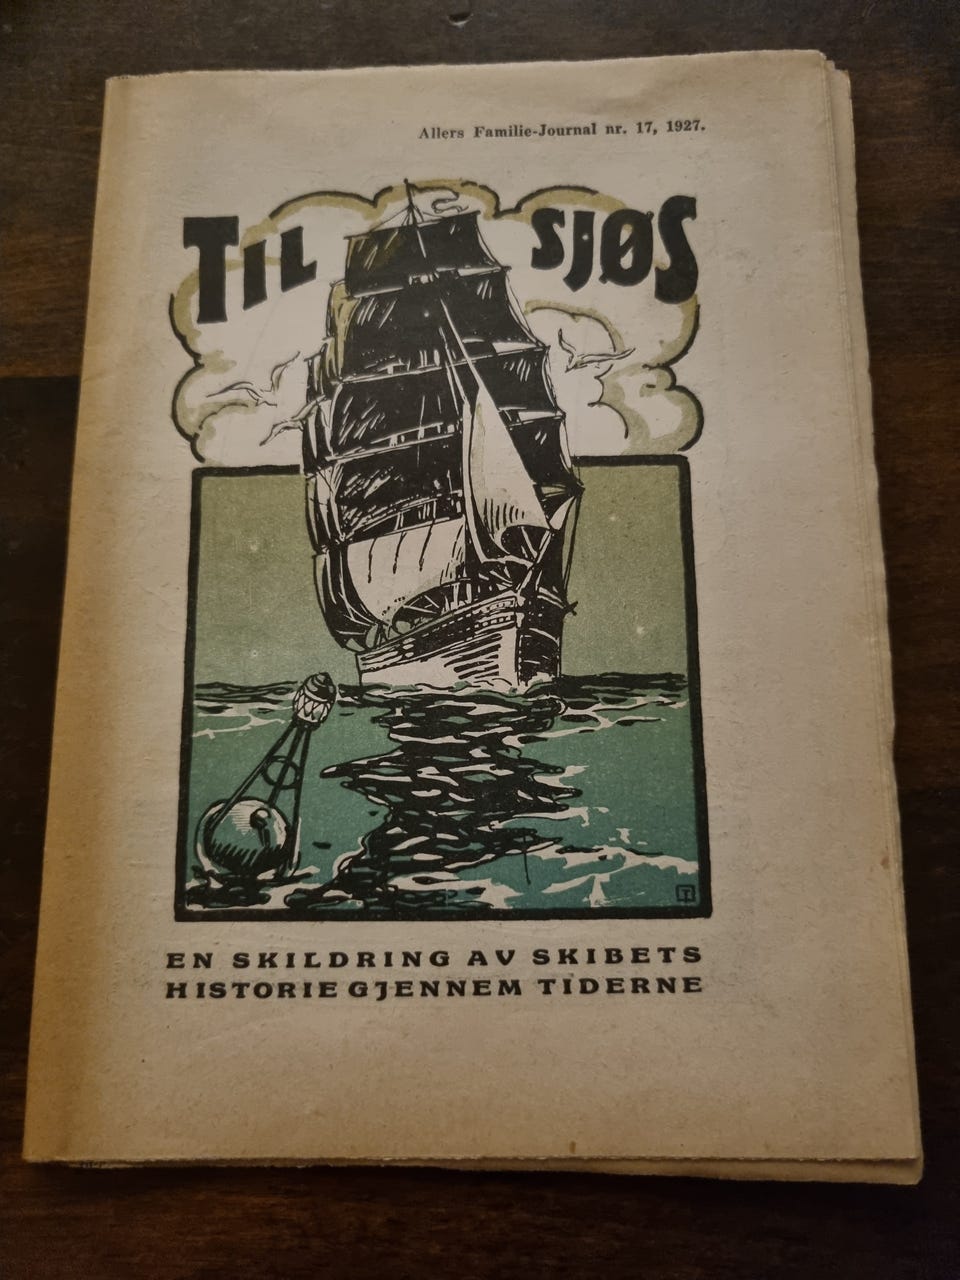 Allers Familie-Journal nr. 17, 1927.
TIL SJØS
EN SKILDRING AV SKIBETS
HISTORIE GJENNEM TIDERNE